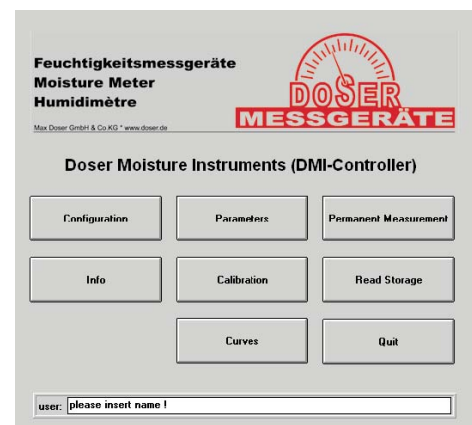 Feuchtigkeitsmessgeräte
Moisture Meter
Humidimètre
Max Doser GmbH & Co.KG * www.doser.de
DOSER
MESSGERÄTE
Doser Moisture Instruments (DMI-Controller)
Configuration
Parameters
Permanent Measurement
Info
Calibration
Read Storage
Curves
Quit
user: please insert name !